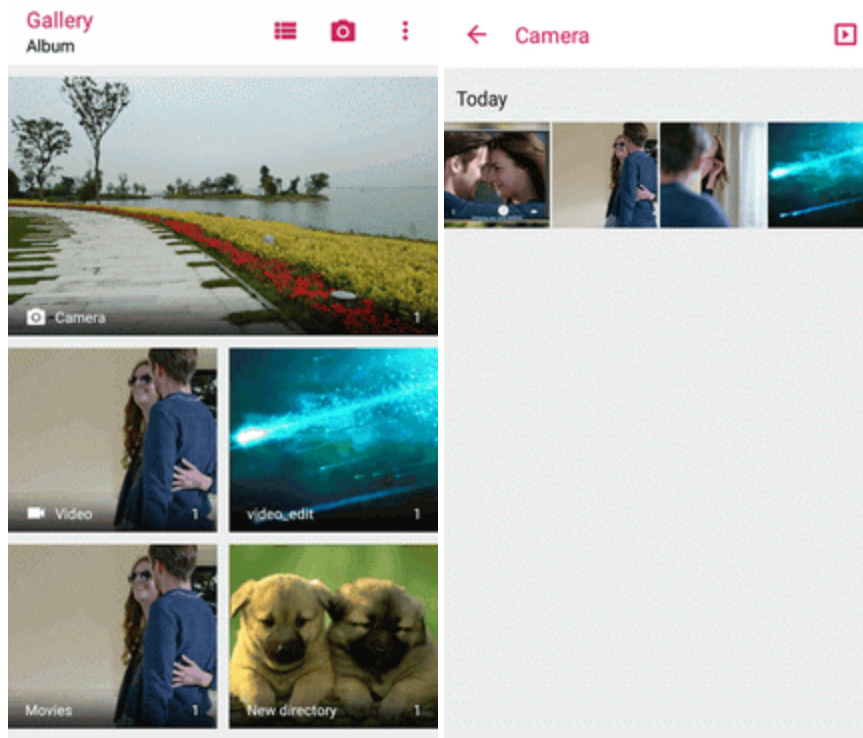 Gallery
Album
Camera 1
Video 1
video_edit 1
Movies 1
New directory 1
Camera
Today